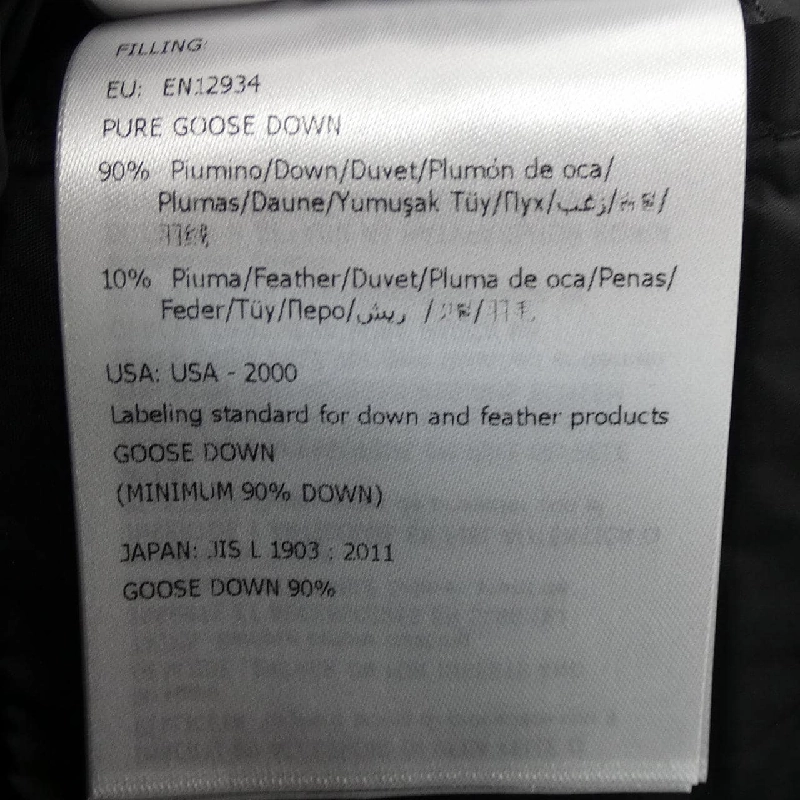 FILLING:
EU: EN12934
PURE GOOSE DOWN
90% Piumino/Down/Duvet/Plumón de oca/
Plumas/Daune/Yumuşak Tüy/Пух/زغب/
10% Piuma/Feather/Duvet/Pluma de oca/Penas/
Feder/Tüy/Перо/ريش /
USA: USA - 2000
Labeling standard for down and feather products
GOOSE DOWN
(MINIMUM 90% DOWN)
JAPAN: JIS L 1903 : 2011
GOOSE DOWN 90%